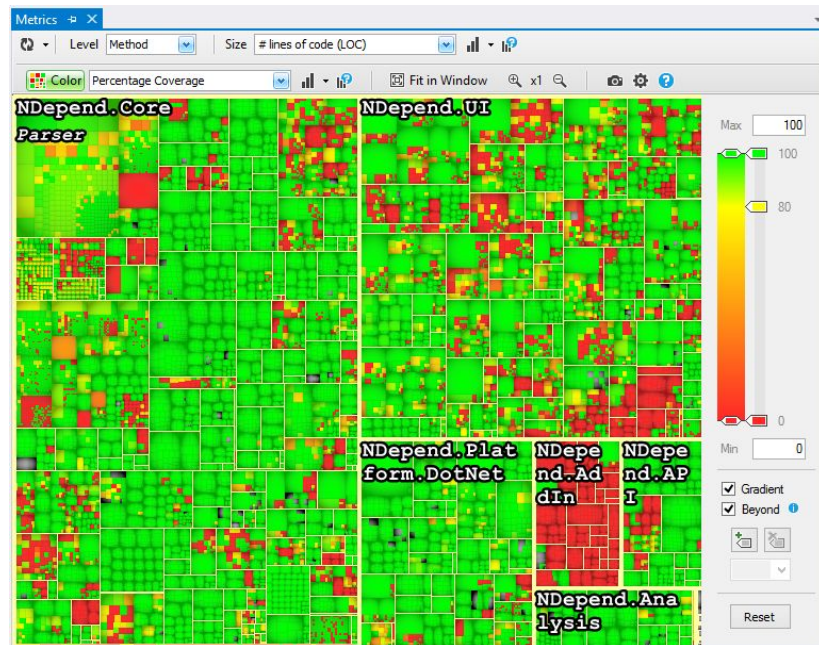 Metrics
Level Method Size # lines of code (LOC)
Color Percentage Coverage Fit in Window x1
NDepend.Core
Parser
NDepend.UI
Max 100
100
80
0
Min 0
NDepend.Plat
form.DotNet
NDepe
nd.Ad
dIn
NDepe
nd.AP
I
NDepend.Ana
lysis
Gradient
Beyond
Reset